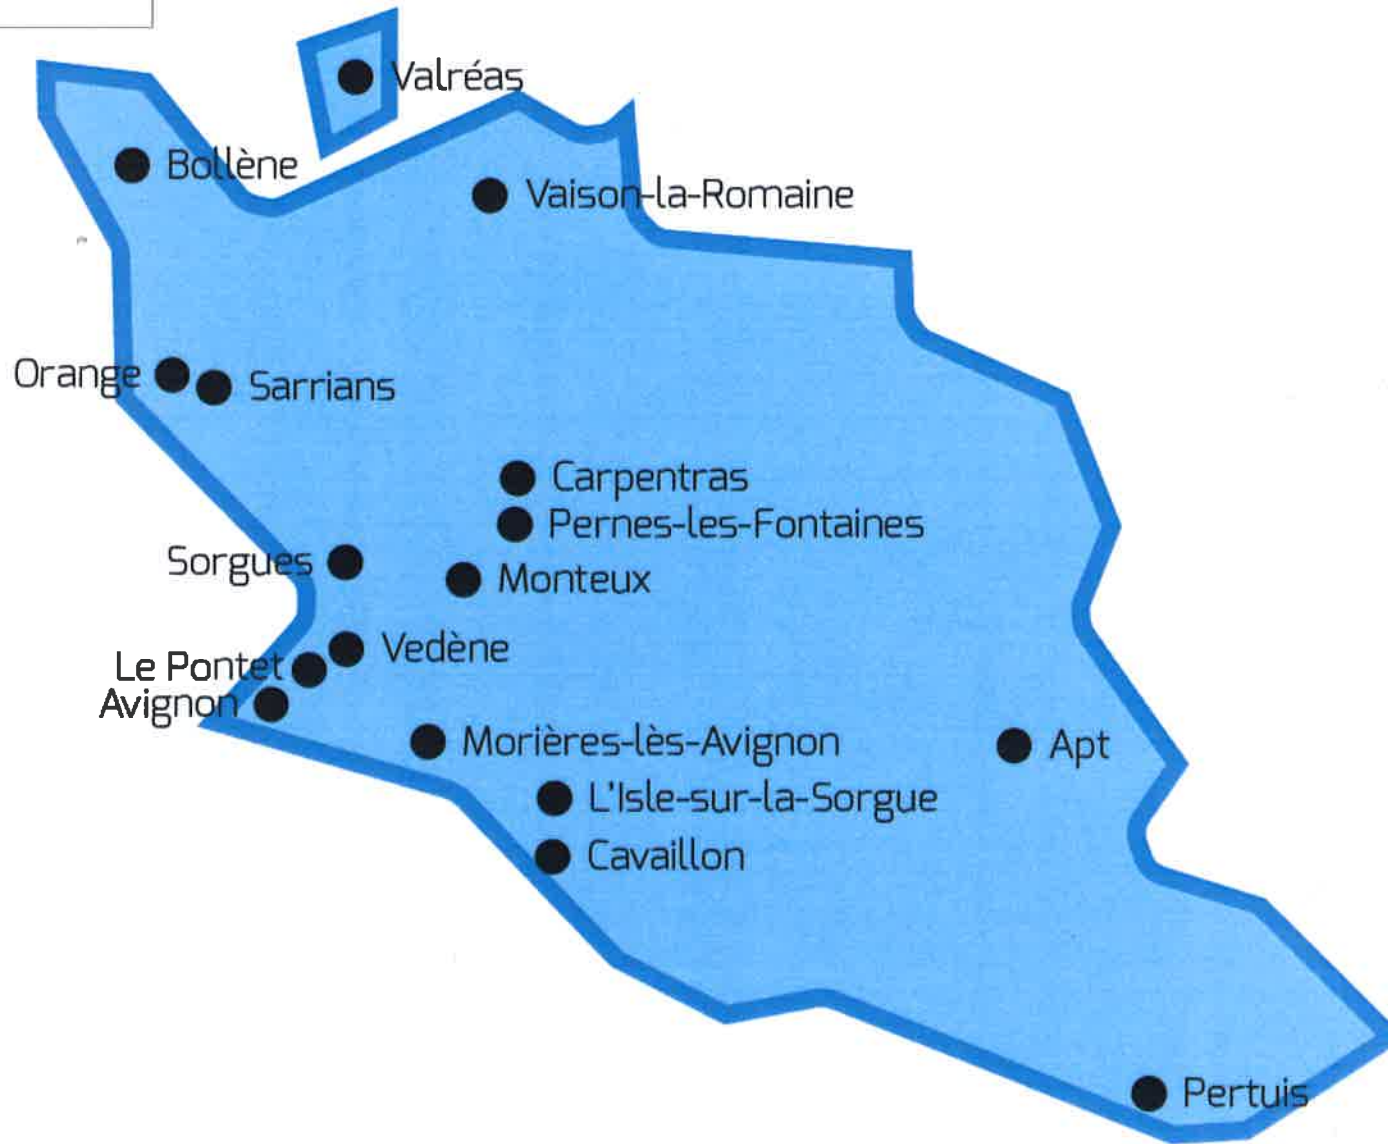 Valréas
Bollène
Vaison-la-Romaine
Orange
Sarrians
Carpentras
Pernes-les-Fontaines
Sorgues
Monteux
Vedène
Le Pontet
Avignon
Morières-lès-Avignon
Apt
L'Isle-sur-la-Sorgue
Cavaillon
Pertuis